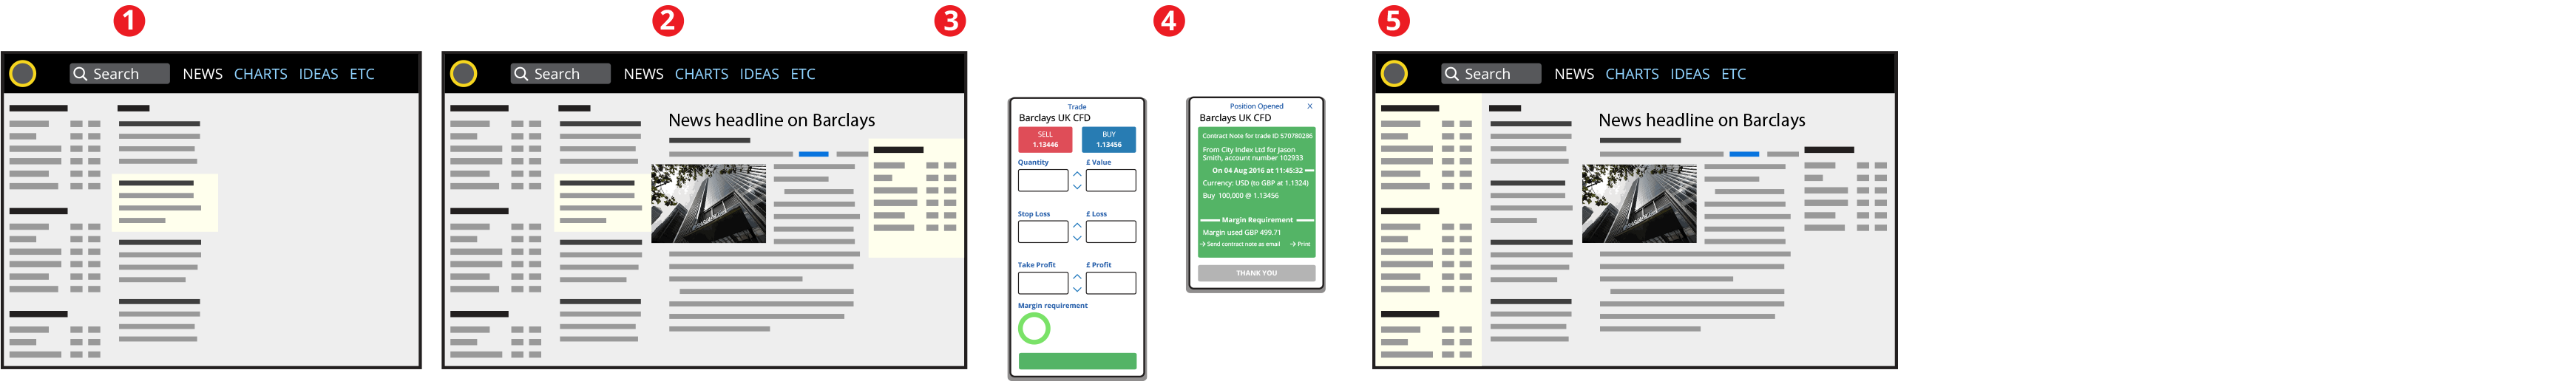 1
2
3
4
5
Search NEWS CHARTS IDEAS ETC
Search NEWS CHARTS IDEAS ETC
News headline on Barclays
Trade
Barclays UK CFD
SELL
1.13446
BUY
1.13456
Quantity
£ Value
Stop Loss
£ Loss
Take Profit
£ Profit
Margin requirement
Position Opened X
Barclays UK CFD
Contract Note for trade ID 570780286
From City Index Ltd for Jason
Smith, account number 102933
On 04 Aug 2016 at 11:45:32
Currency: USD (to GBP at 1.1324)
Buy 100,000 @ 1.13456
Margin Requirement
Margin used GBP 499.71
→ Send contract note as email → Print
THANK YOU
Search NEWS CHARTS IDEAS ETC
News headline on Barclays